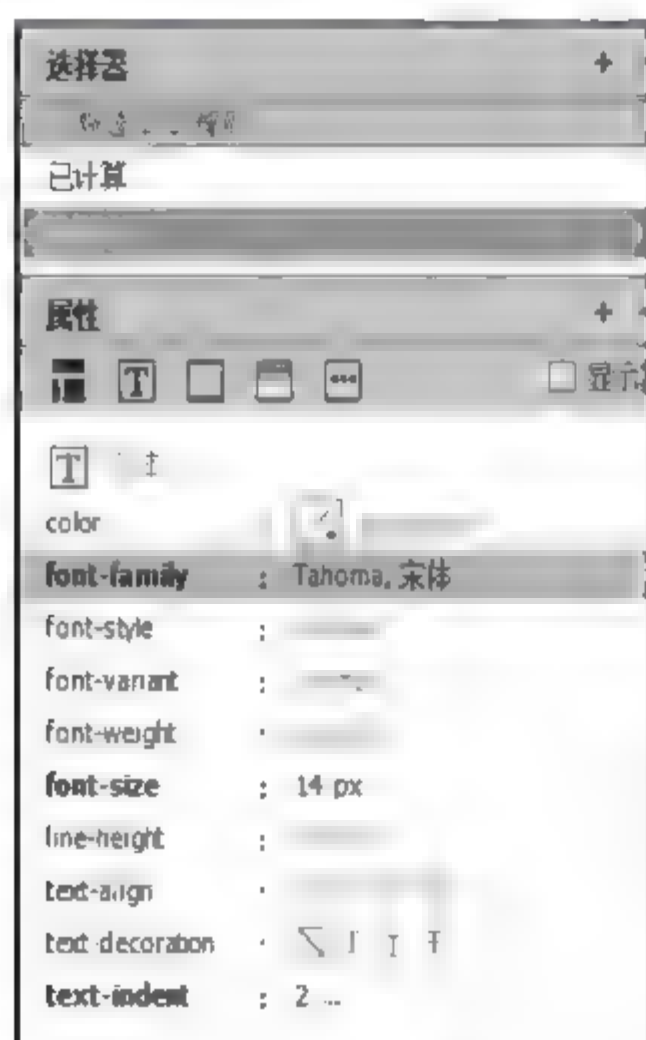 选择器 +
已计算
属性 +
T 显示
T
color
font-family : Tahoma, 宋体
font-style :
font-variant :
font-weight :
font-size : 14 px
line-height :
text-align :
text-decoration : T
text-indent : 2 ...